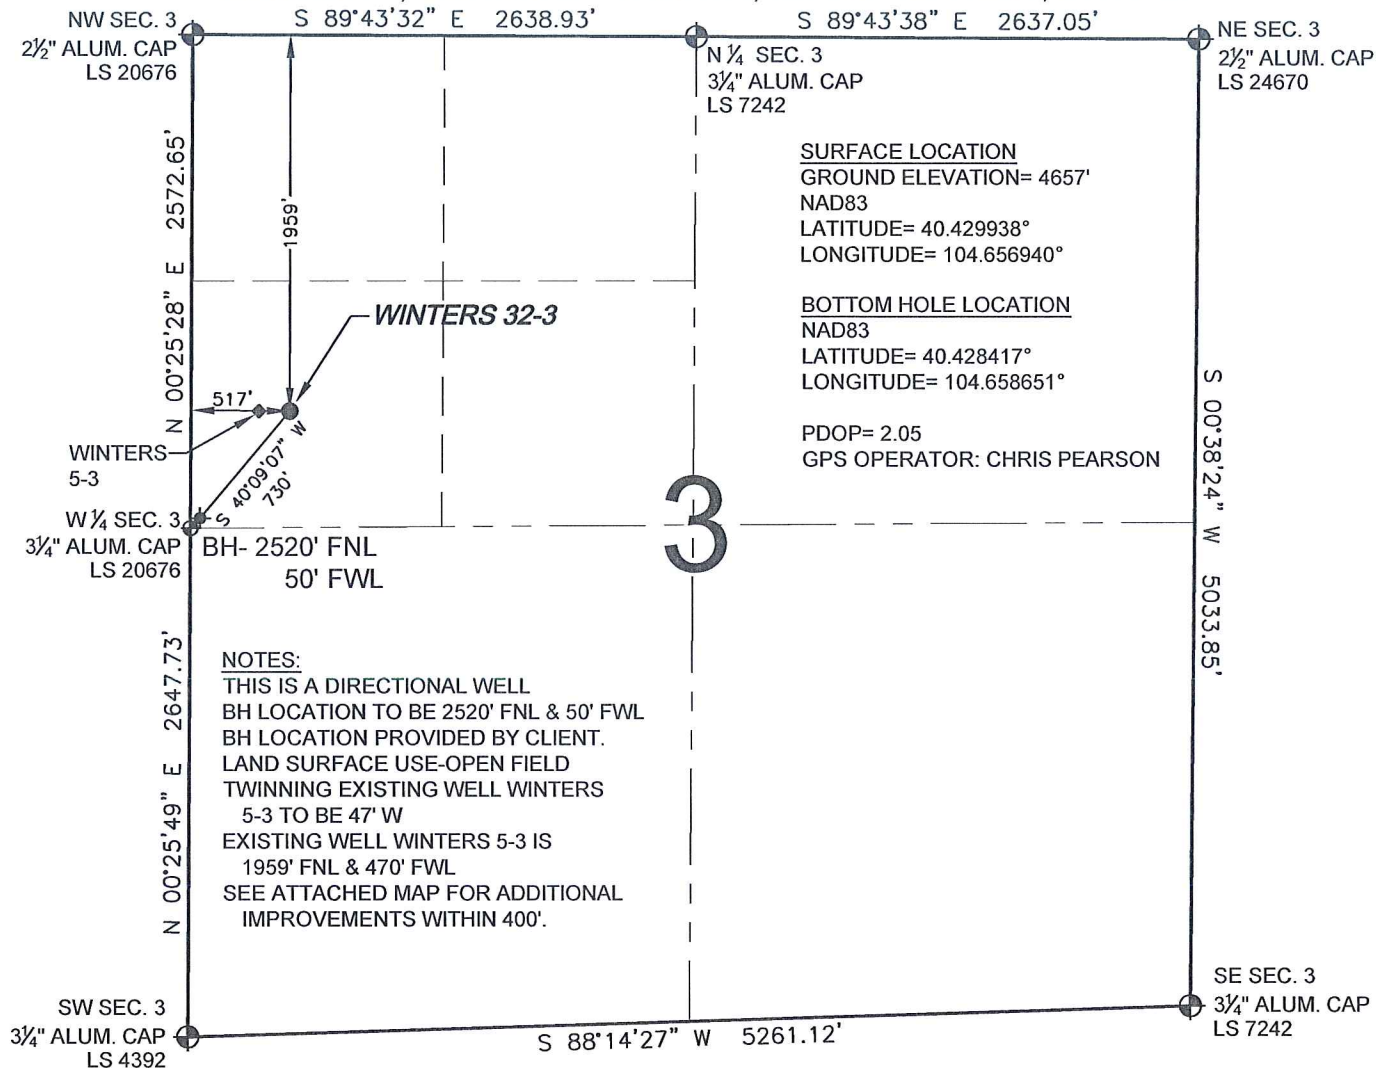 S 89°43'32" E 2638.93'
S 89°43'38" E 2637.05'
NW SEC. 3
2½" ALUM. CAP
LS 20676
N ¼ SEC. 3
3¼" ALUM. CAP
LS 7242
NE SEC. 3
2½" ALUM. CAP
LS 24670
SURFACE LOCATION
GROUND ELEVATION= 4657'
NAD83
LATITUDE= 40.429938°
LONGITUDE= 104.656940°
BOTTOM HOLE LOCATION
NAD83
LATITUDE= 40.428417°
LONGITUDE= 104.658651°
PDOP= 2.05
GPS OPERATOR: CHRIS PEARSON
N 00°25'28" E 2572.65'
1959'
WINTERS 32-3
517'
WINTERS
5-3
S 40°09'07" W
730'
W ¼ SEC. 3
3¼" ALUM. CAP
LS 20676
BH- 2520' FNL
50' FWL
3
S 00°38'24" W 5033.85'
N 00°25'49" E 2647.73'
NOTES:
THIS IS A DIRECTIONAL WELL
BH LOCATION TO BE 2520' FNL & 50' FWL
BH LOCATION PROVIDED BY CLIENT.
LAND SURFACE USE-OPEN FIELD
TWINNING EXISTING WELL WINTERS
5-3 TO BE 47' W
EXISTING WELL WINTERS 5-3 IS
1959' FNL & 470' FWL
SEE ATTACHED MAP FOR ADDITIONAL
IMPROVEMENTS WITHIN 400'.
SW SEC. 3
3¼" ALUM. CAP
LS 4392
S 88°14'27" W 5261.12'
SE SEC. 3
3¼" ALUM. CAP
LS 7242